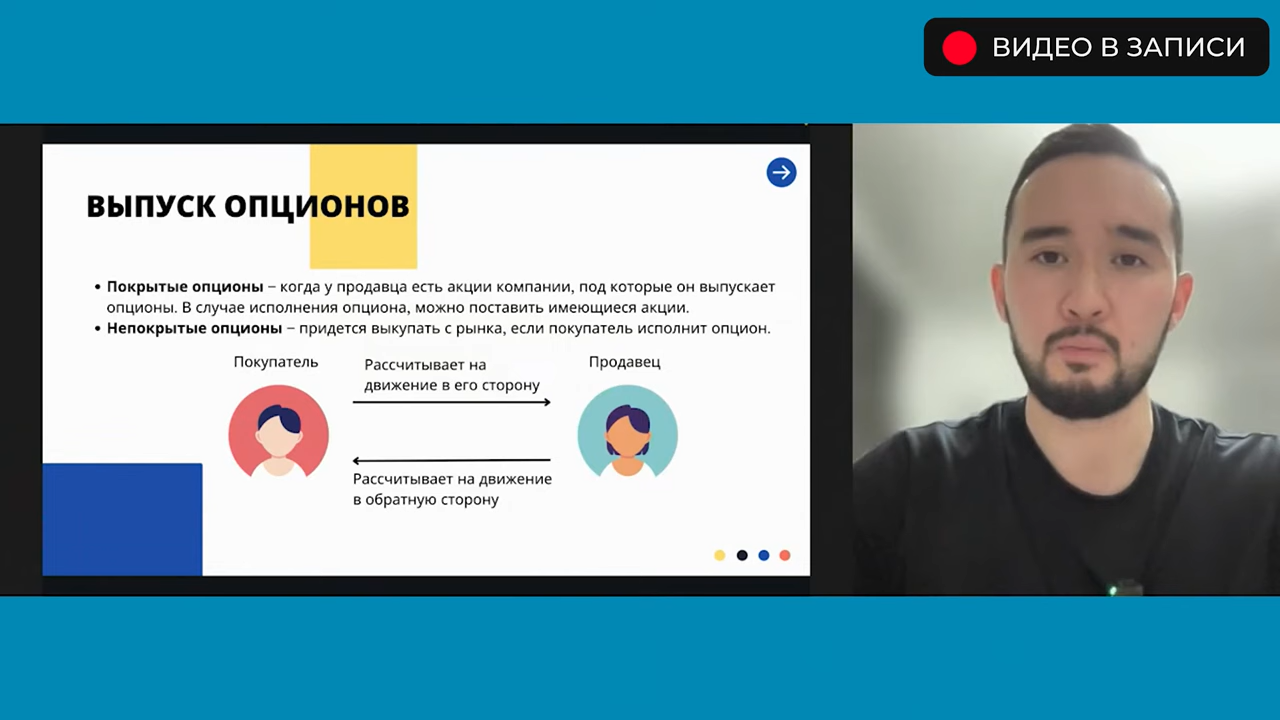 ВИДЕО В ЗАПИСИ
ВЫПУСК ОПЦИОНОВ
• Покрытые опционы – когда у продавца есть акции компании, под которые он выпускает
опционы. В случае исполнения опциона, можно поставить имеющиеся акции.
• Непокрытые опционы – придется выкупать с рынка, если покупатель исполнит опцион.
Покупатель
Рассчитывает на
движение в его сторону
Продавец
Рассчитывает на движение
в обратную сторону